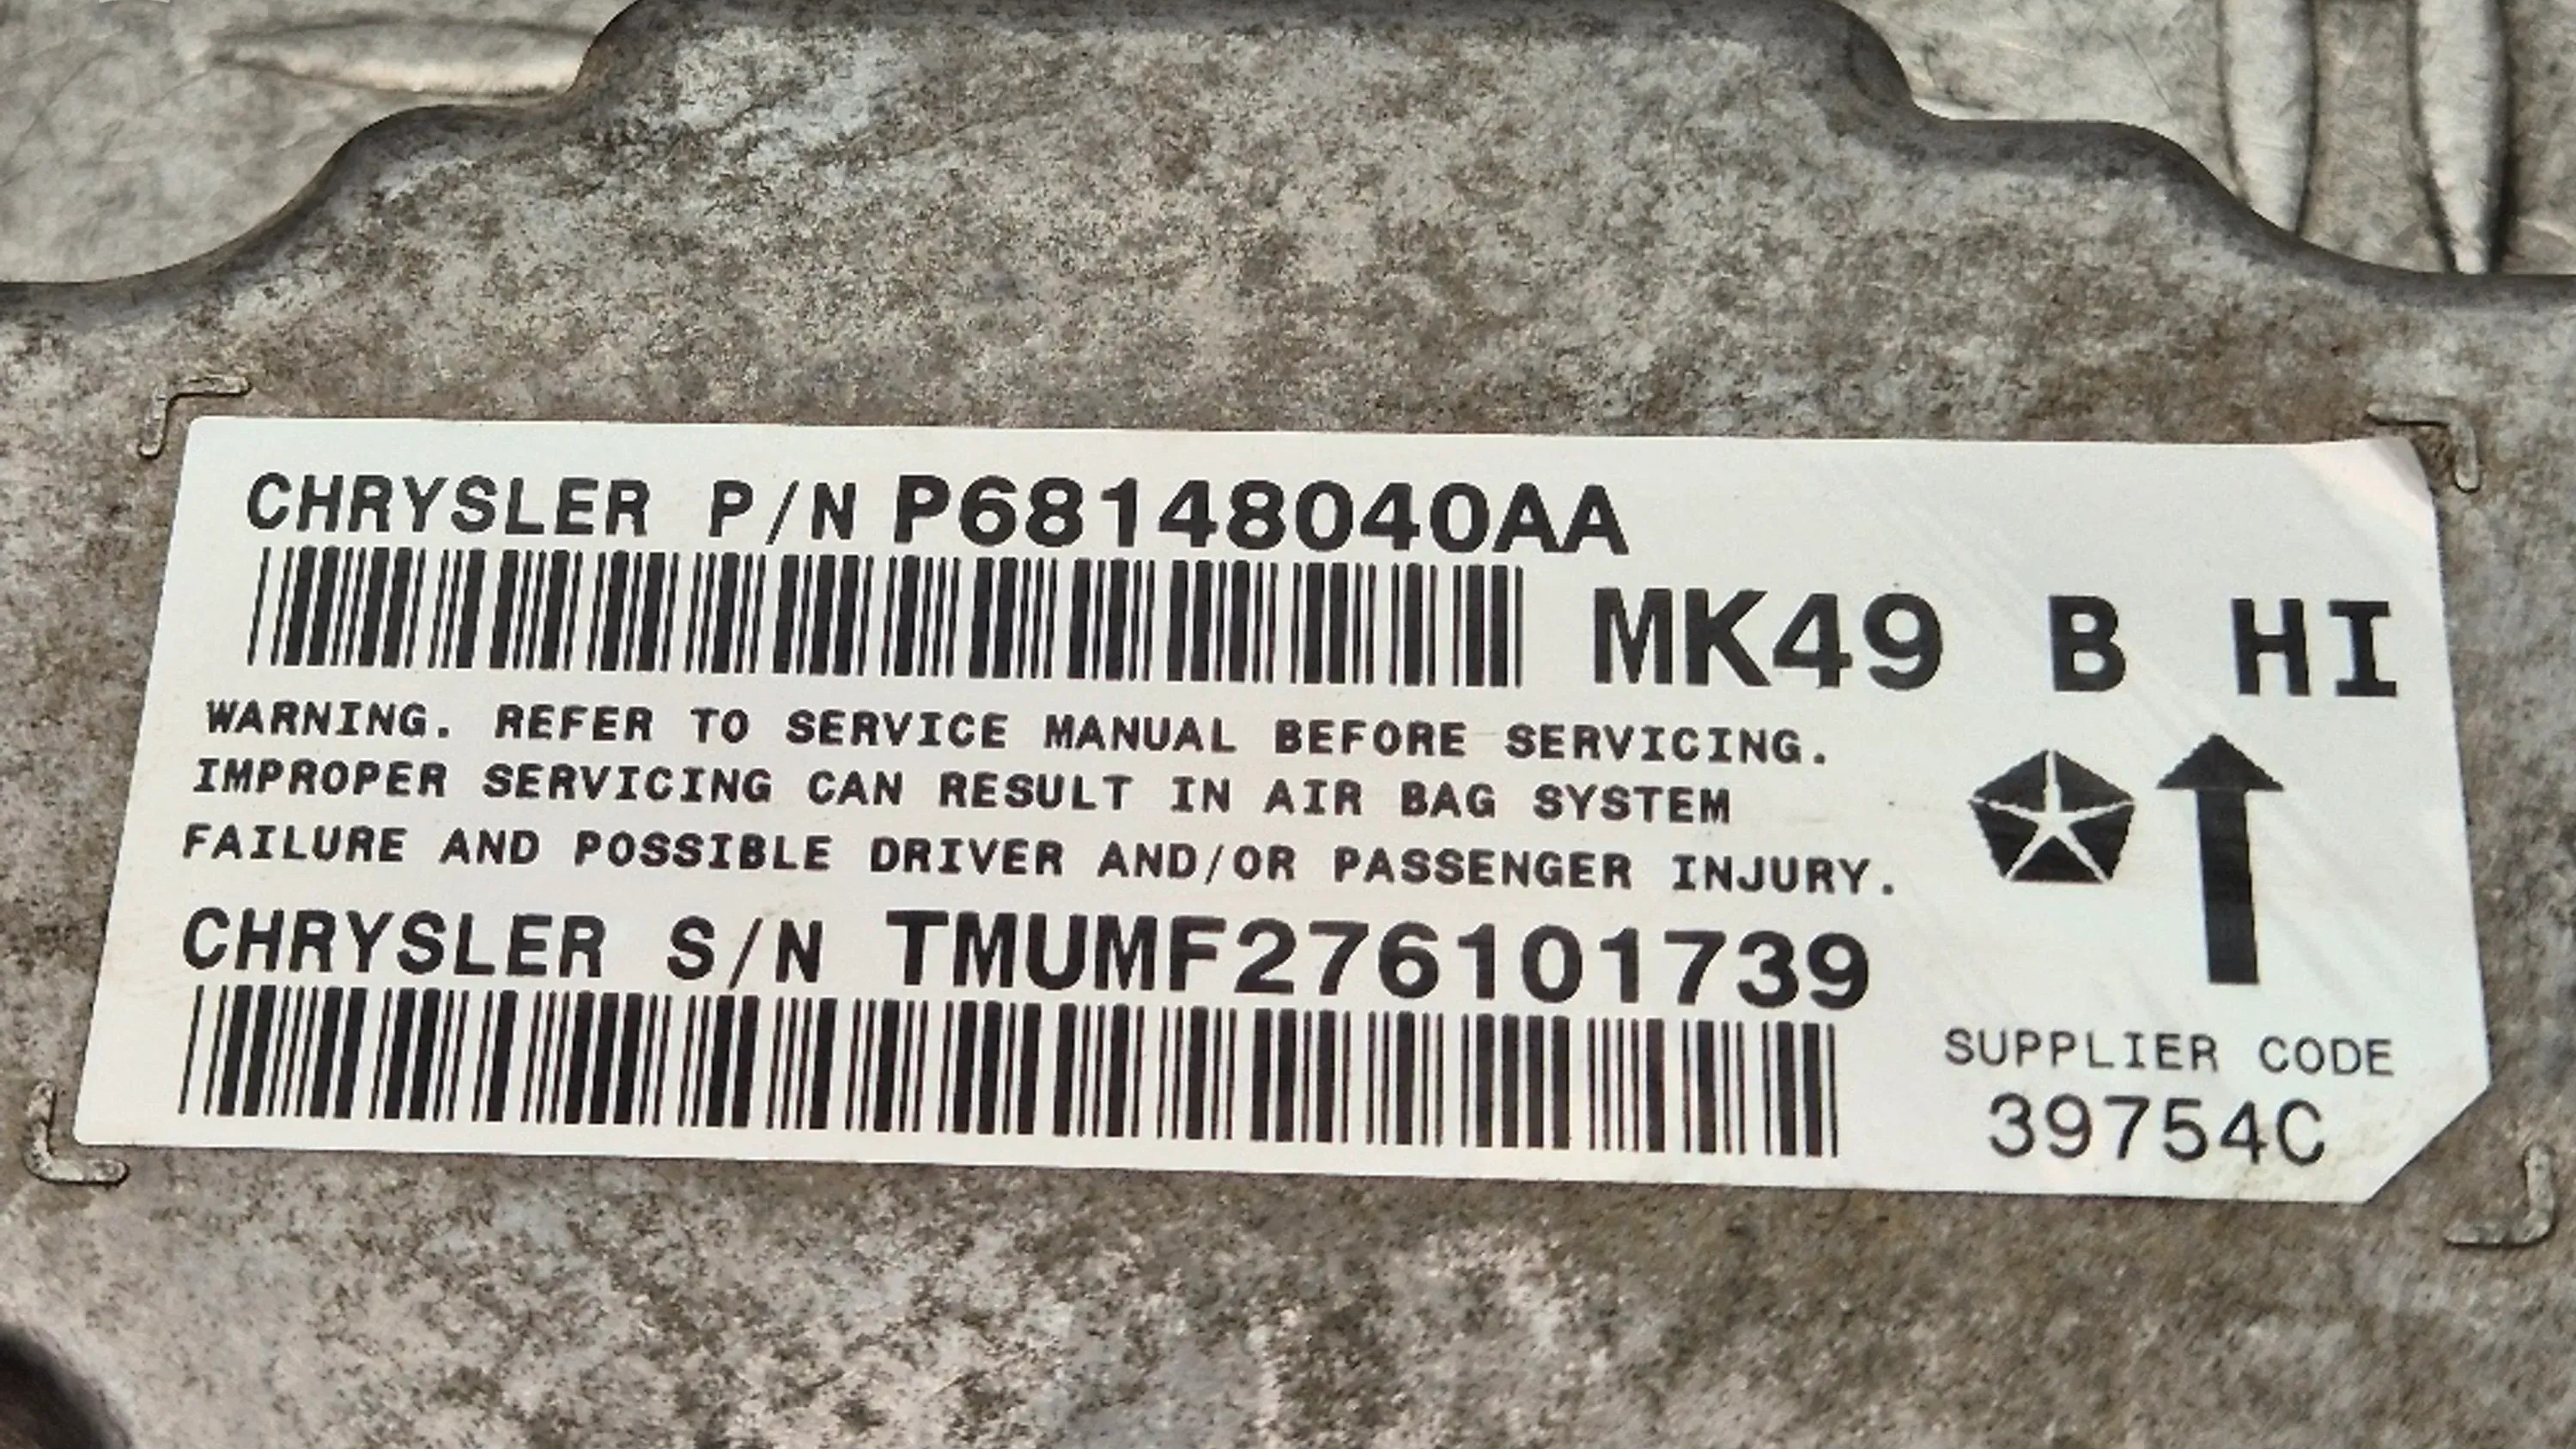 CHRYSLER P/N P68148040AA
MK49 B HI
WARNING. REFER TO SERVICE MANUAL BEFORE SERVICING.
IMPROPER SERVICING CAN RESULT IN AIR BAG SYSTEM
FAILURE AND POSSIBLE DRIVER AND/OR PASSENGER INJURY.
CHRYSLER S/N TMUMF276101739
SUPPLIER CODE
39754C